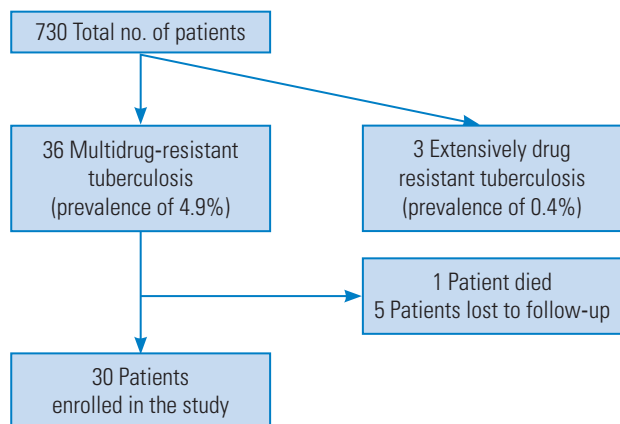 730 Total no. of patients
36 Multidrug-resistant
tuberculosis
(prevalence of 4.9%)
3 Extensively drug
resistant tuberculosis
(prevalence of 0.4%)
1 Patient died
5 Patients lost to follow-up
30 Patients
enrolled in the study